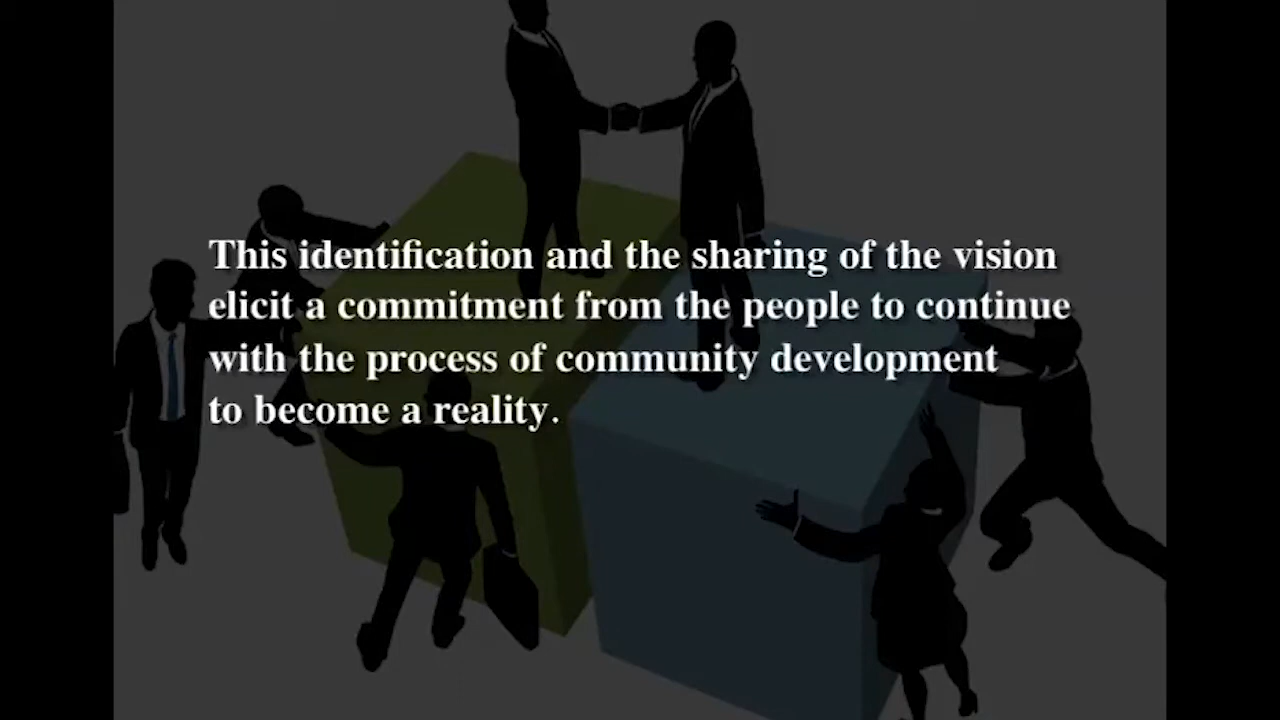 This identification and the sharing of the vision
elicit a commitment from the people to continue
with the process of community development
to become a reality.